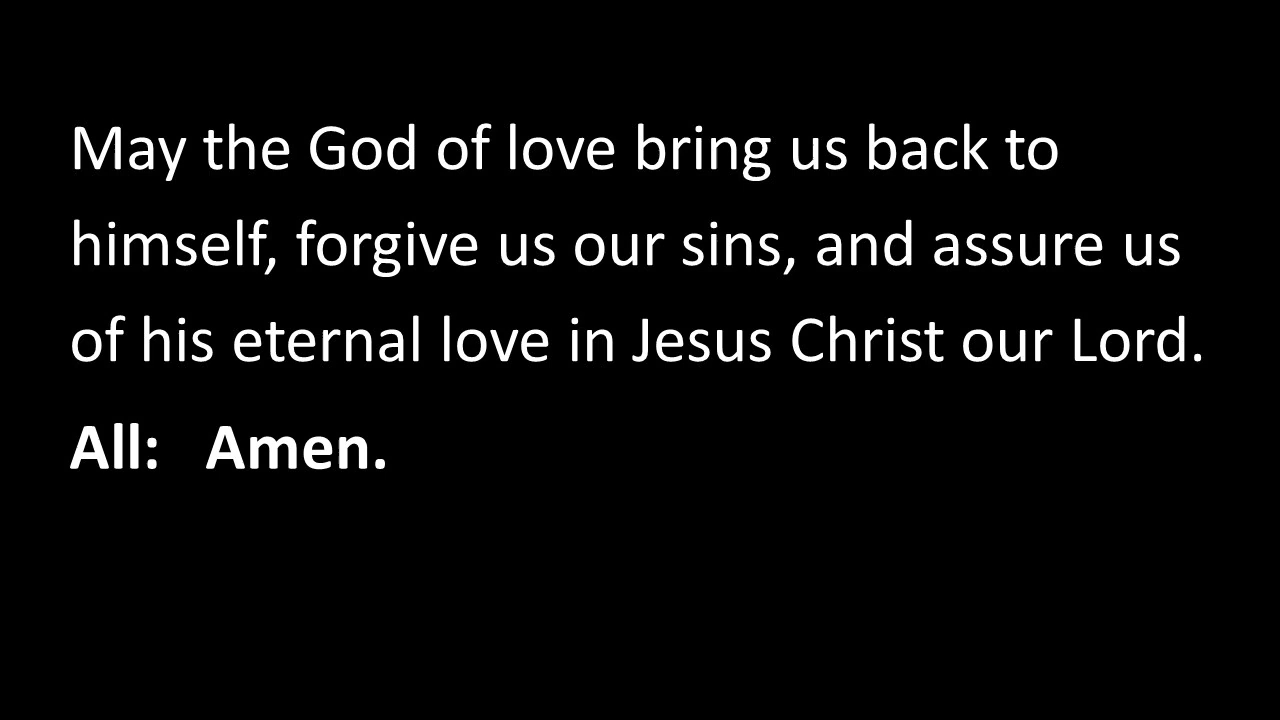 May the God of love bring us back to
himself, forgive us our sins, and assure us
of his eternal love in Jesus Christ our Lord.
All: Amen.